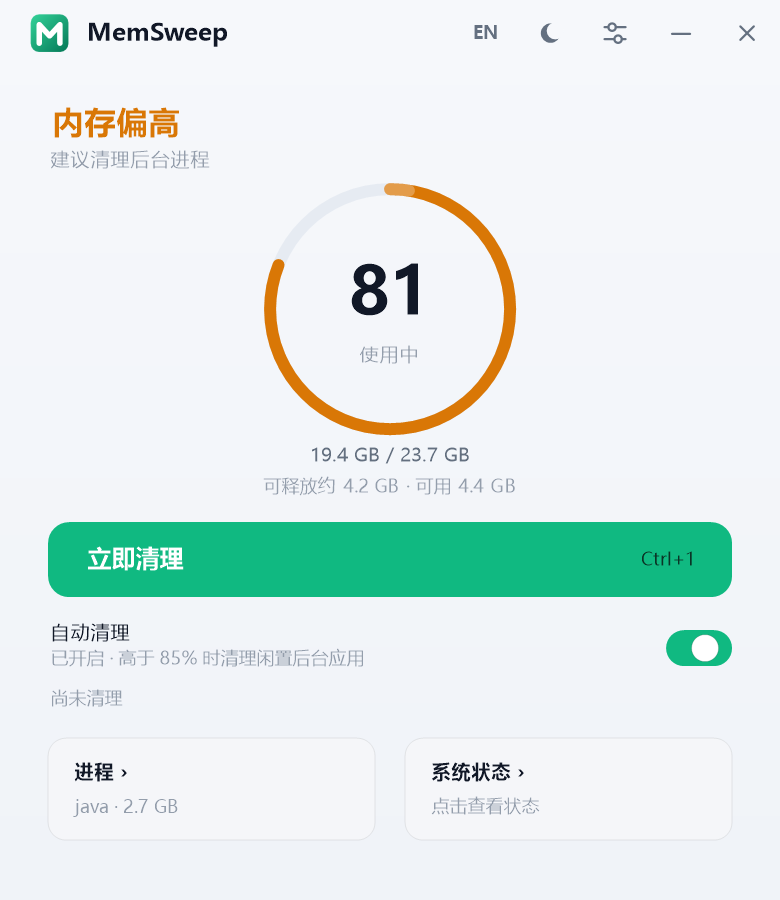 MemSweep
EN
内存偏高
建议清理后台进程
81
使用中
19.4 GB / 23.7 GB
可释放约 4.2 GB · 可用 4.4 GB
立即清理
Ctrl+1
自动清理
已开启 · 高于 85% 时清理闲置后台应用
尚未清理
进程 ›
java · 2.7 GB
系统状态 ›
点击查看状态